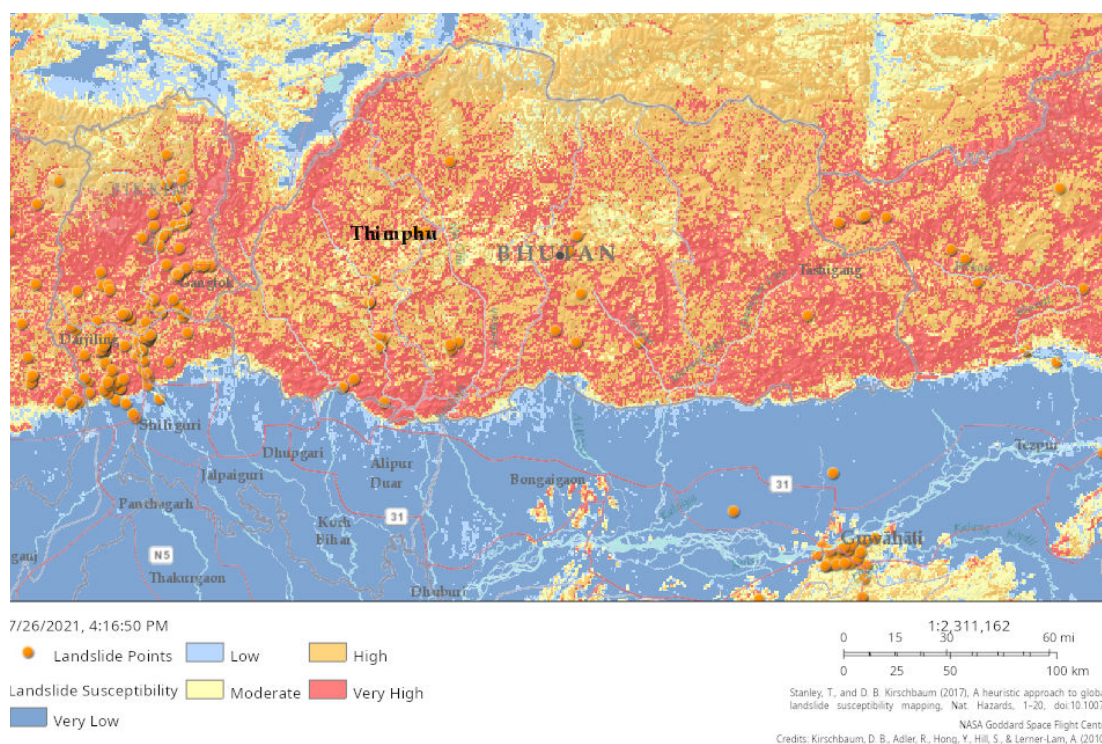 SIKKIM
Thimphu
BHUTAN
Gangtok
Tashigang
Darjiling
Shiliguri
Dhupgari
Alipur
Duar
Jalpaiguri
Bongaigaon
31
Tezpur
Panchagarh
Koch
bihar
31
Guwahati
N5
ganj
Thakurgaon
Dhuburi
7/26/2021, 4:16:50 PM
Landslide Points
Low
High
Landslide Susceptibility
Moderate
Very High
Very Low
1:2,311,162
0 15 30 60 mi
0 25 50 100 km
Stanley, T., and D. B. Kirschbaum (2017), A heuristic approach to globa
landslide susceptibility mapping, Nat. Hazards, 1–20, doi:10.1007
NASA Goddard Space Flight Cente
Credits: Kirschbaum, D. B., Adler, R., Hong, Y., Hill, S., & Lerner-Lam, A. (2010